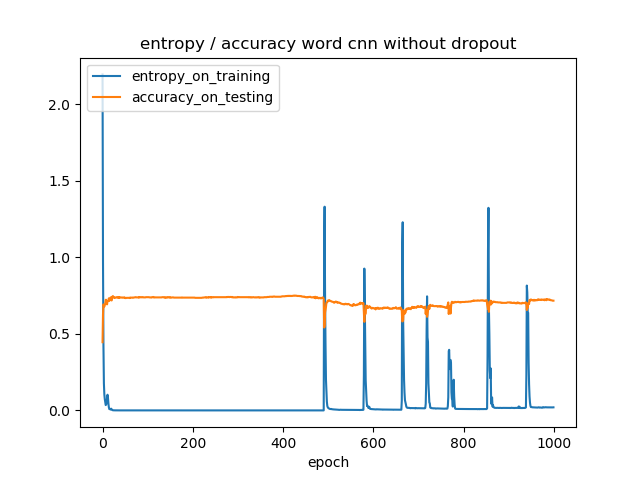 entropy / accuracy word cnn without dropout
entropy_on_training
accuracy_on_testing
2.0
1.5
1.0
0.5
0.0
0 200 400 600 800 1000
epoch